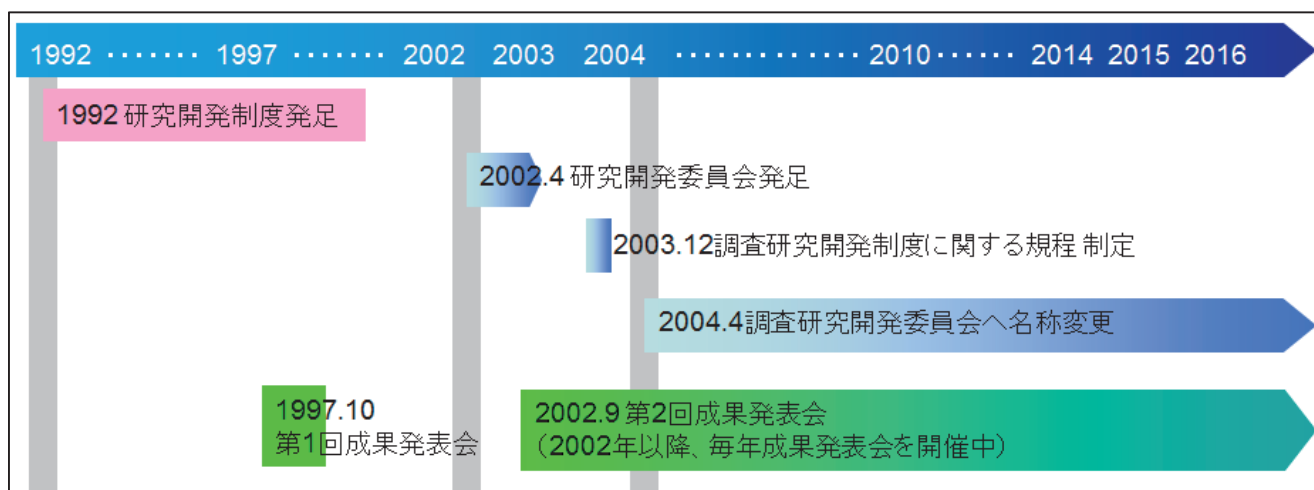 1992 ······· 1997 ······· 2002 2003 2004 ············ 2010 ······ 2014 2015 2016
1992 研究開発制度発足
2002.4 研究開発委員会発足
2003.12調査研究開発制度に関する規程 制定
2004.4調査研究開発委員会へ名称変更
1997.10
第1回成果発表会
2002.9 第2回成果発表会
（2002年以降、毎年成果発表会を開催中）